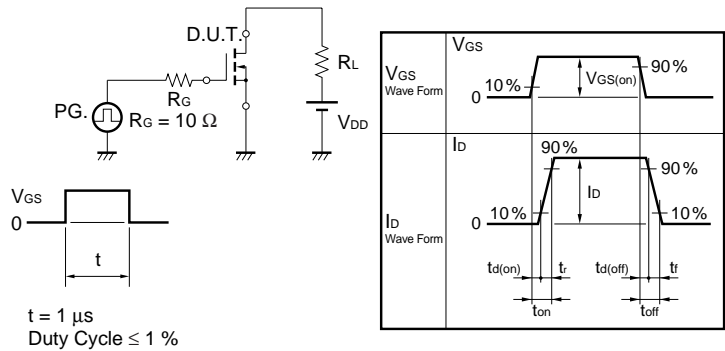 D.U.T.
RL
PG.
RG
RG = 10 Ω
VDD
VGS
0
t
t = 1 μs
Duty Cycle ≤ 1 %
VGS
Wave Form
VGS
10 %
VGS(on)
90 %
0
ID
Wave Form
ID
90 %
90 %
ID
10 %
10 %
0
td(on)
tr
td(off)
tf
ton
toff